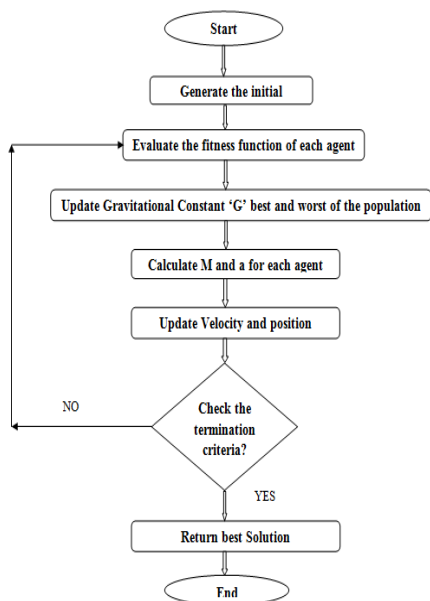 Start
Generate the initial
Evaluate the fitness function of each agent
Update Gravitational Constant ‘G’ best and worst of the population
Calculate M and a for each agent
Update Velocity and position
NO
Check the
termination
criteria?
YES
Return best Solution
End